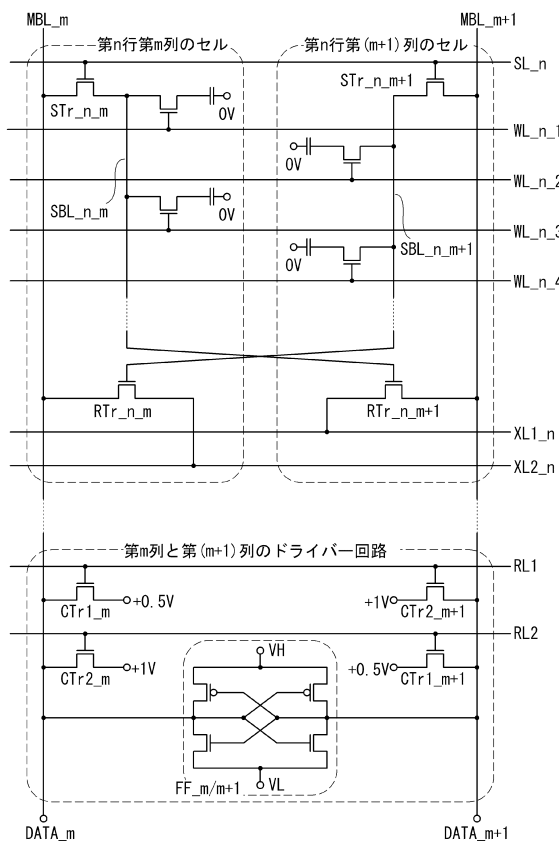 MBL_m
MBL_m+1
第n行第m列のセル
第n行第(m+1)列のセル
SL_n
STr_n_m
STr_n_m+1
0V
WL_n_1
0V
WL_n_2
SBL_n_m
0V
WL_n_3
SBL_n_m+1
0V
WL_n_4
RTr_n_m
RTr_n_m+1
XL1_n
XL2_n
第m列と第(m+1)列のドライバー回路
RL1
CTr1_m
+0.5V
+1V
CTr2_m+1
RL2
CTr2_m
+1V
VH
+0.5V
CTr1_m+1
FF_m/m+1
VL
DATA_m
DATA_m+1